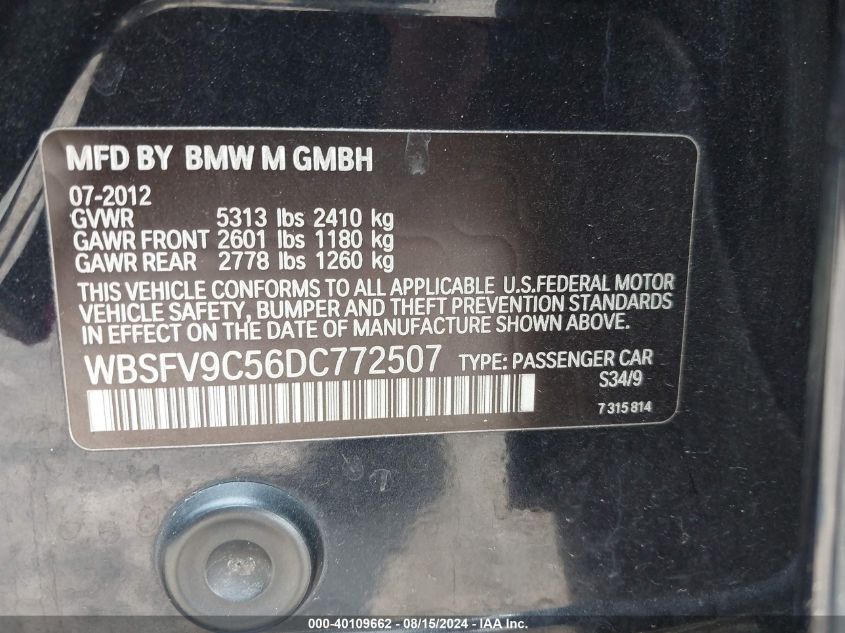 MFD BY BMW M GMBH
07-2012
GVWR 5313 lbs 2410 kg
GAWR FRONT 2601 lbs 1180 kg
GAWR REAR 2778 lbs 1260 kg
THIS VEHICLE CONFORMS TO ALL APPLICABLE U.S.FEDERAL MOTOR
VEHICLE SAFETY, BUMPER AND THEFT PREVENTION STANDARDS
IN EFFECT ON THE DATE OF MANUFACTURE SHOWN ABOVE.
WBSFV9C56DC772507 TYPE: PASSENGER CAR
S34/9
7 315 814
000-40109662 - 08/15/2024 - IAA Inc.